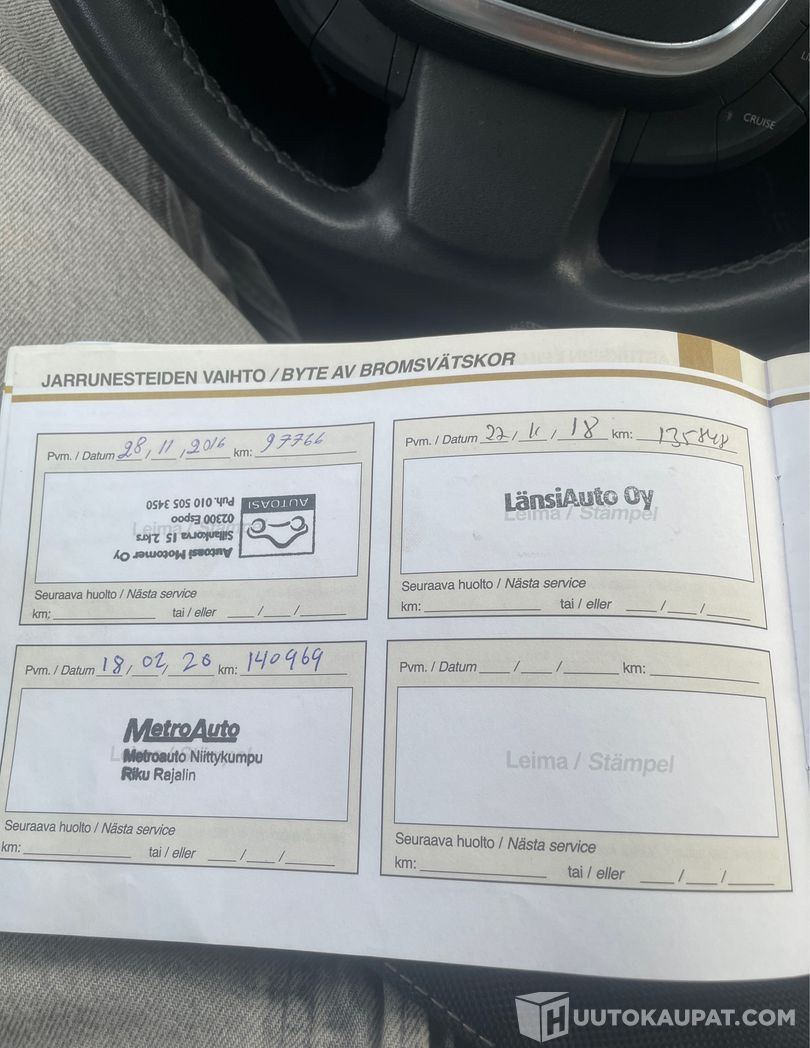 CRUISE
JARRUNESTEIDEN VAIHTO / BYTE AV BROMSVÄTSKOR
Pvm. / Datum 28 / 11 / 2016 km: 97766
Leima / Stämpel
Autoasi Motomer Oy
Sillankorva 15 2.krs
02300 Espoo
Puh. 010 505 3450
AUTOASI
Seuraava huolto / Nästa service
km: tai / eller / /
Pvm. / Datum 22 / 11 / 18 km: 135848
LänsiAuto Oy
Leima / Stämpel
Seuraava huolto / Nästa service
km: tai / eller / /
Pvm. / Datum 18 / 02 / 20 km: 140969
MetroAuto
Leima / Stämpel
Metroauto Niittykumpu
Riku Rajalin
Seuraava huolto / Nästa service
km: tai / eller / /
Pvm. / Datum / / km:
Leima / Stämpel
Seuraava huolto / Nästa service
km: tai / eller / /
HUUTOKAUPAT.COM